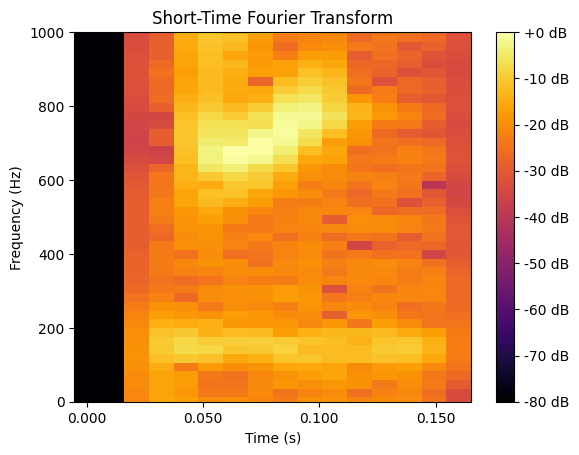 Short-Time Fourier Transform
1000
800
600
400
200
0
Frequency (Hz)
0.000
0.050
0.100
0.150
Time (s)
+0 dB
-10 dB
-20 dB
-30 dB
-40 dB
-50 dB
-60 dB
-70 dB
-80 dB